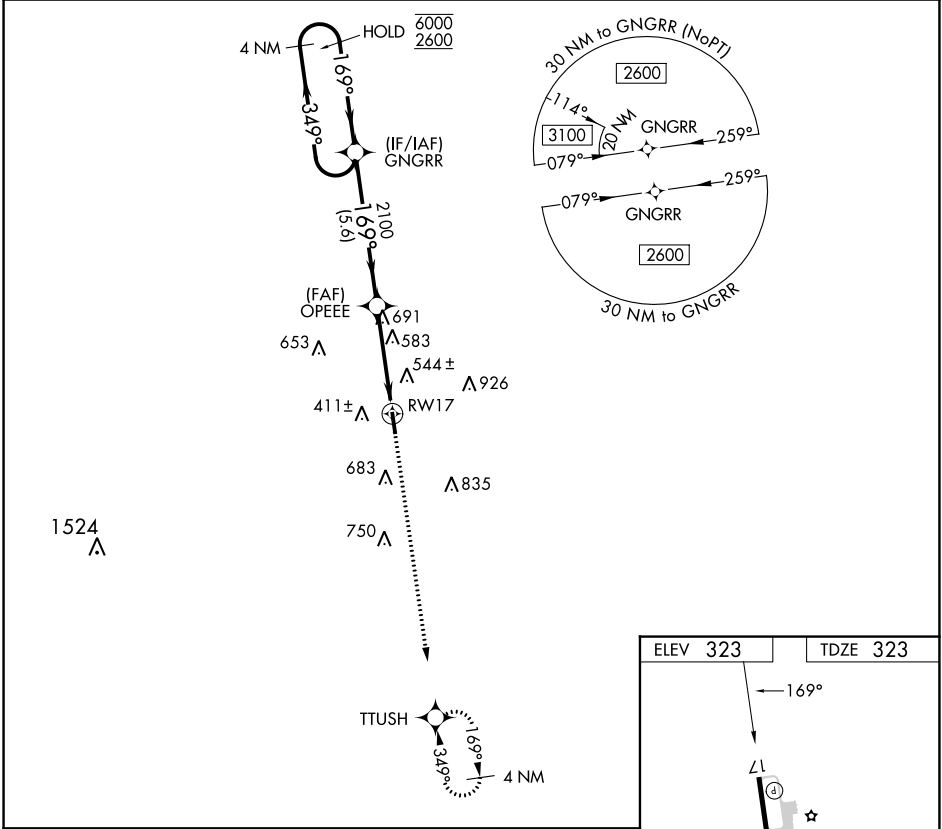 4 NM
HOLD
6000
2600
169°
349°
(IF/IAF)
GNGRR
2100
169°
(5.6)
(FAF)
OPEEE
691
583
653
544 ±
926
411±
RW17
683
835
750
1524
TTUSH
169°
349°
4 NM
30 NM to GNGRR (NoPT)
2600
114°
3100
20 NM
GNGRR
259°
079°
079°
259°
GNGRR
2600
30 NM to GNGRR
ELEV 323
TDZE 323
169°
17
P